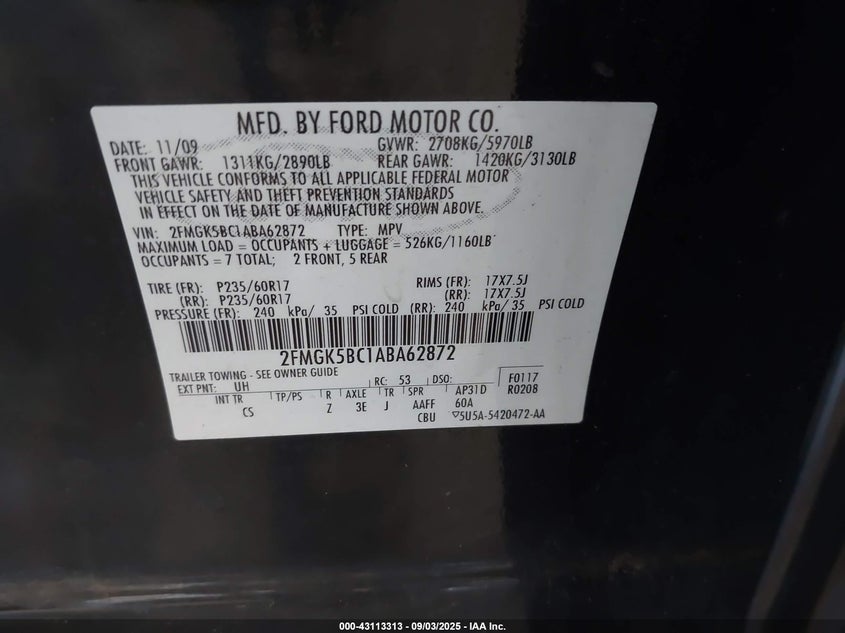 MFD. BY FORD MOTOR CO.
DATE: 11/09 GVWR: 2708KG/5970LB
FRONT GAWR: 1311KG/2890LB REAR GAWR: 1420KG/3130LB
THIS VEHICLE CONFORMS TO ALL APPLICABLE FEDERAL MOTOR
VEHICLE SAFETY AND THEFT PREVENTION STANDARDS
IN EFFECT ON THE DATE OF MANUFACTURE SHOWN ABOVE.
VIN: 2FMGK5BC1ABA62872 TYPE: MPV
MAXIMUM LOAD = OCCUPANTS + LUGGAGE = 526KG/1160LB
OCCUPANTS = 7 TOTAL; 2 FRONT, 5 REAR
TIRE (FR): P235/60R17 RIMS (FR): 17X7.5J
(RR): P235/60R17 (RR): 17X7.5J
PRESSURE (FR): 240 kPa/ 35 PSI COLD (RR): 240 kPa/ 35 PSI COLD
2FMGK5BC1ABA62872
TRAILER TOWING - SEE OWNER GUIDE
EXT PNT: UH RC: 53 DSO: F0117
INT TR TP/PS R AXLE TR SPR AP31D R0208
CS Z 3E J AAFF 60A
CBU 5U5A-5420472-AA
000-43113313 - 09/03/2025 - IAA Inc.